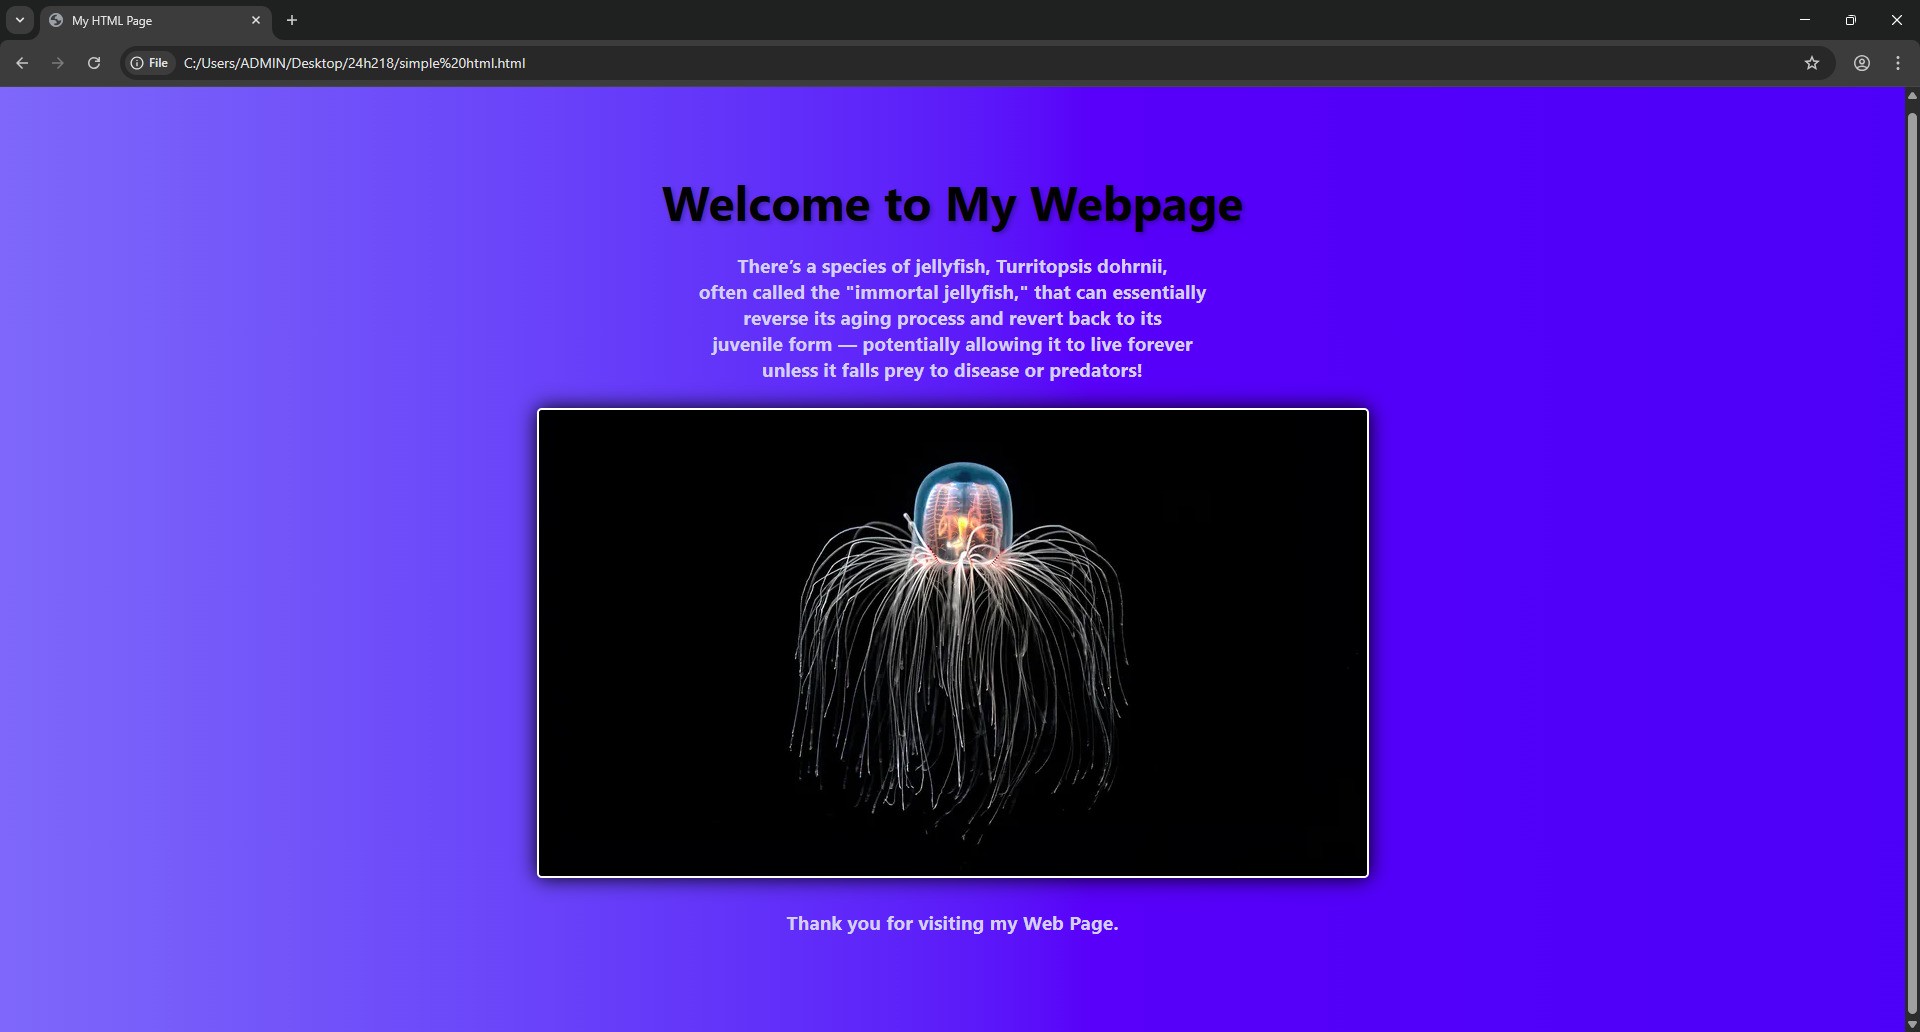 My HTML Page
File
C:/Users/ADMIN/Desktop/24h218/simple%20html.html
Welcome to My Webpage
There’s a species of jellyfish, Turritopsis dohrnii,
often called the "immortal jellyfish," that can essentially
reverse its aging process and revert back to its
juvenile form — potentially allowing it to live forever
unless it falls prey to disease or predators!
Thank you for visiting my Web Page.